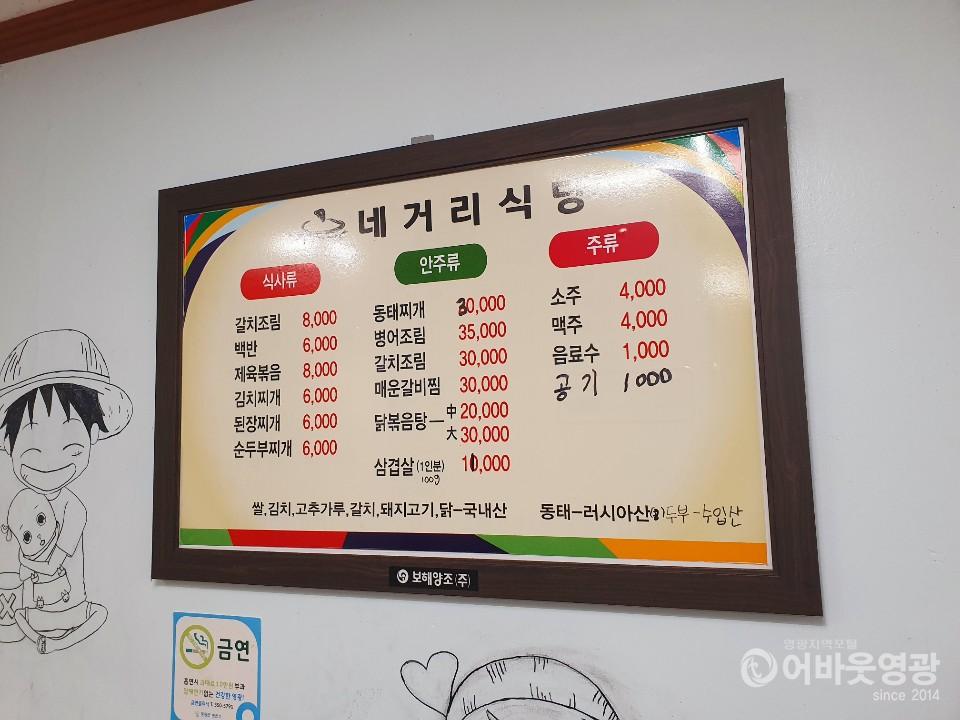 네거리식당
식사류
갈치조림 8,000
백반 6,000
제육볶음 8,000
김치찌개 6,000
된장찌개 6,000
순두부찌개 6,000
안주류
동태찌개 30,000
병어조림 35,000
갈치조림 30,000
매운갈비찜 30,000
닭볶음탕 中 20,000
大 30,000
삼겹살 (1인분) 11,000
100g
주류
소주 4,000
맥주 4,000
음료수 1,000
공기 1000
쌀,김치,고추가루,갈치,돼지고기,닭-국내산
동태-러시아산 두부-수입산
보해양조(주)
금연
영광지역포털
어바웃영광
since 2014